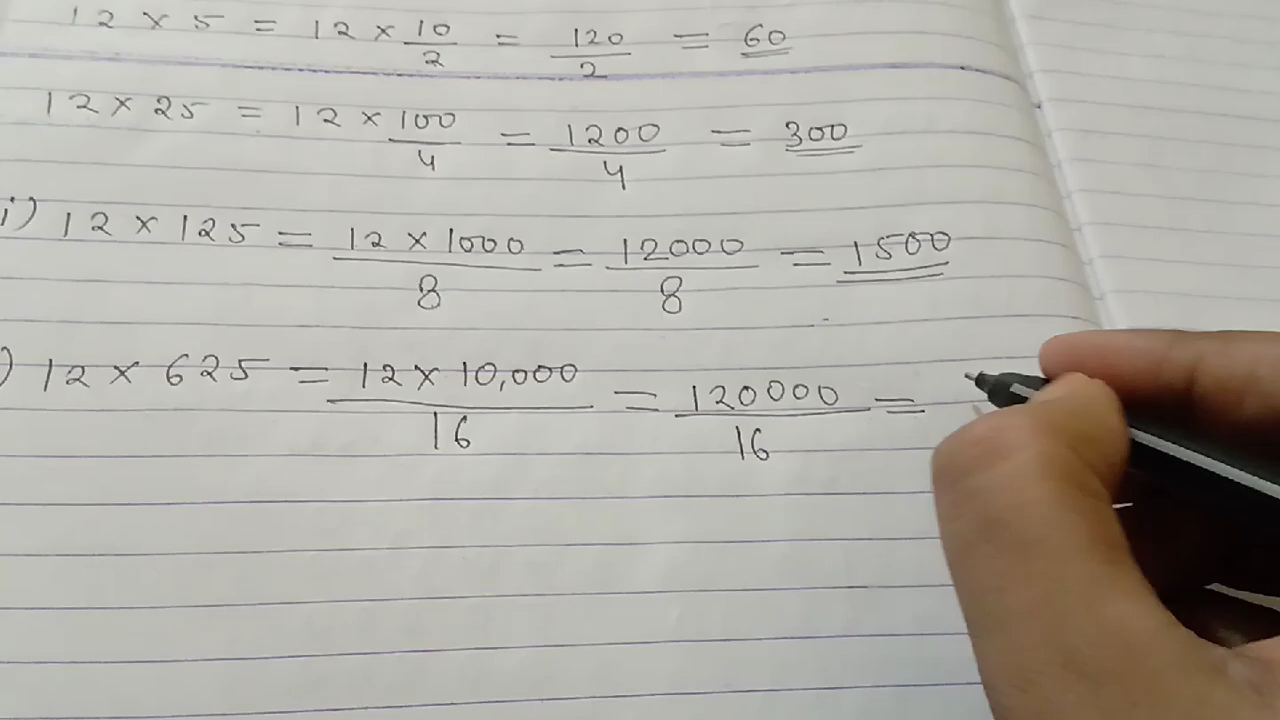 12 × 5 = 12 × 10/2 = 120/2 = 60
12 × 25 = 12 × 100/4 = 1200/4 = 300
i) 12 × 125 = 12 × 1000/8 = 12000/8 = 1500
) 12 × 625 = 12 × 10,000/16 = 120000/16 =